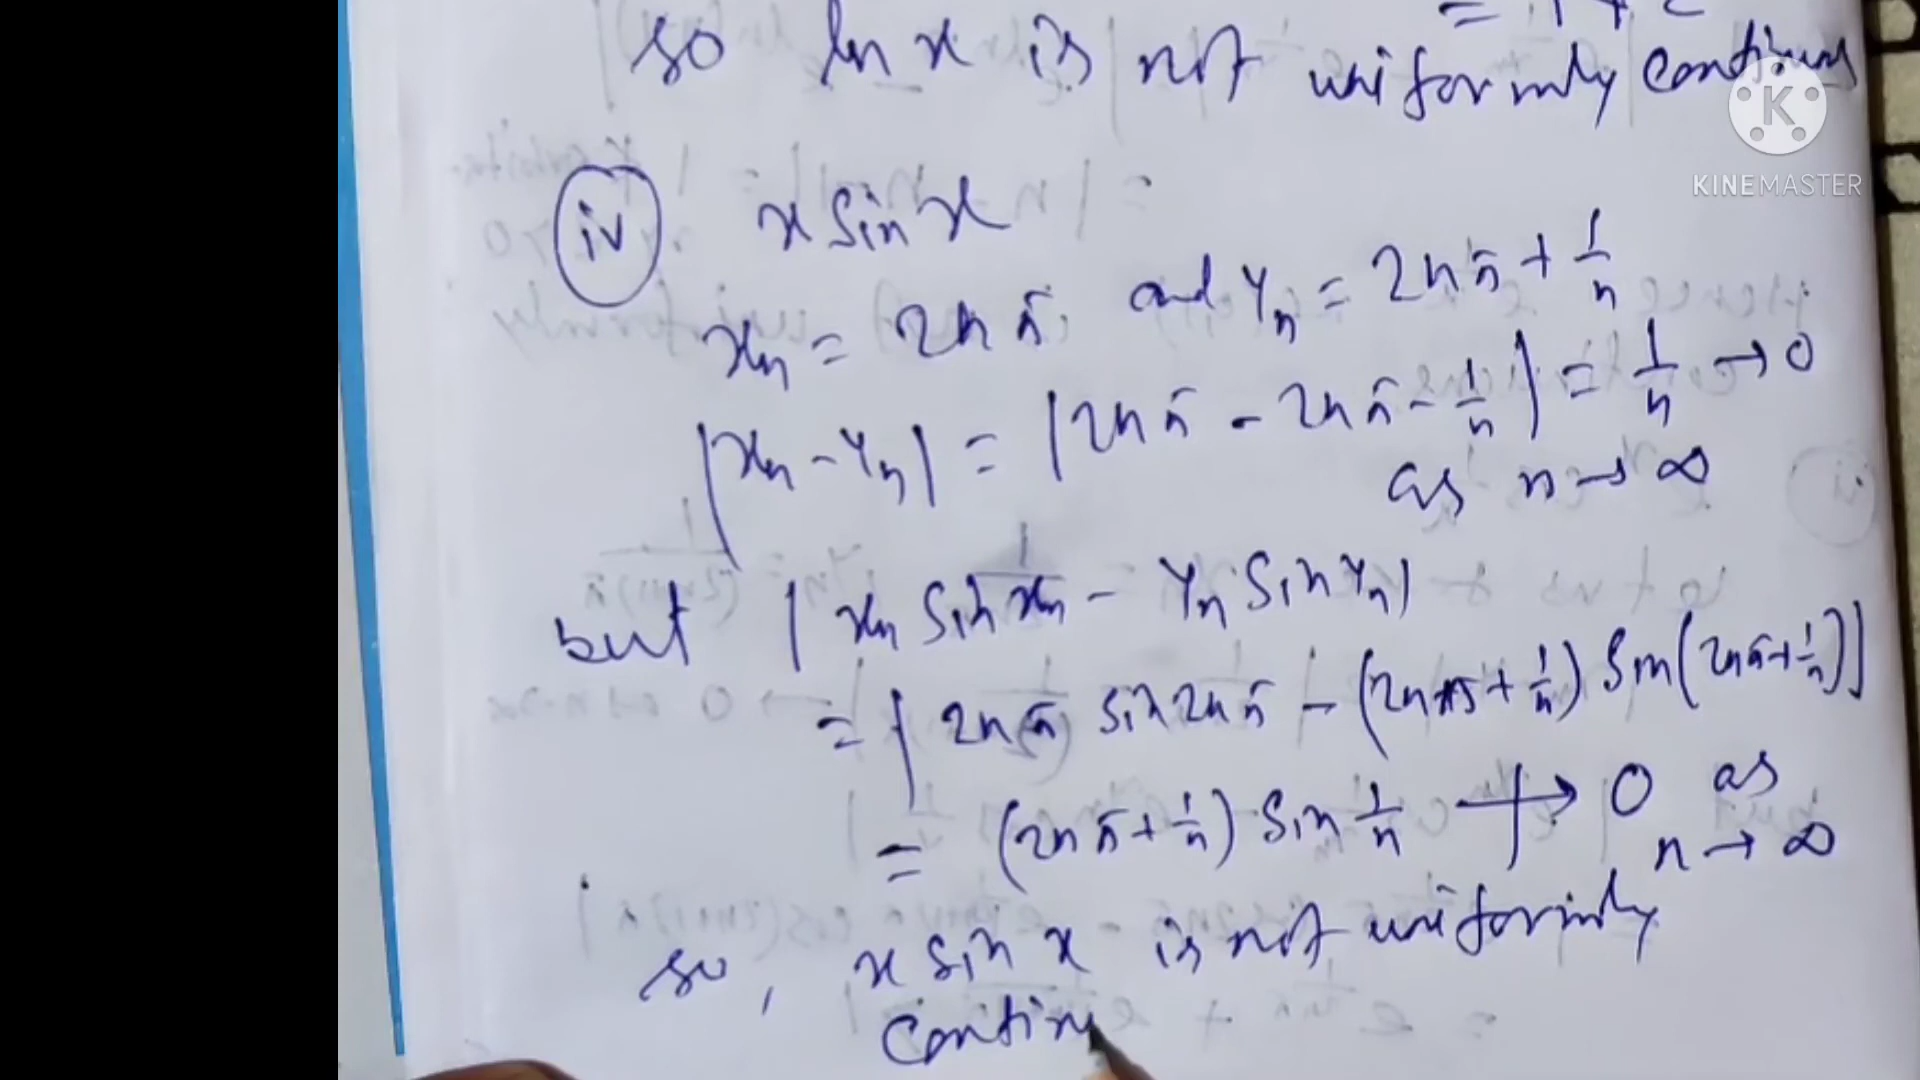 so ln x is not uniformly continuous
K
KINEMASTER
iv x sin x
xₙ = 2nπ, and yₙ = 2nπ + 1/n
|xₙ - yₙ| = |2nπ - 2nπ - 1/n| = 1/n → 0
as n → ∞
but |xₙ sin xₙ - yₙ sin yₙ|
= |2nπ sin 2nπ - (2nπ + 1/n) sin(2nπ + 1/n)|
= (2nπ + 1/n) sin 1/n ↛ 0 as
n → ∞
so, x sin x is not uniformly
continu